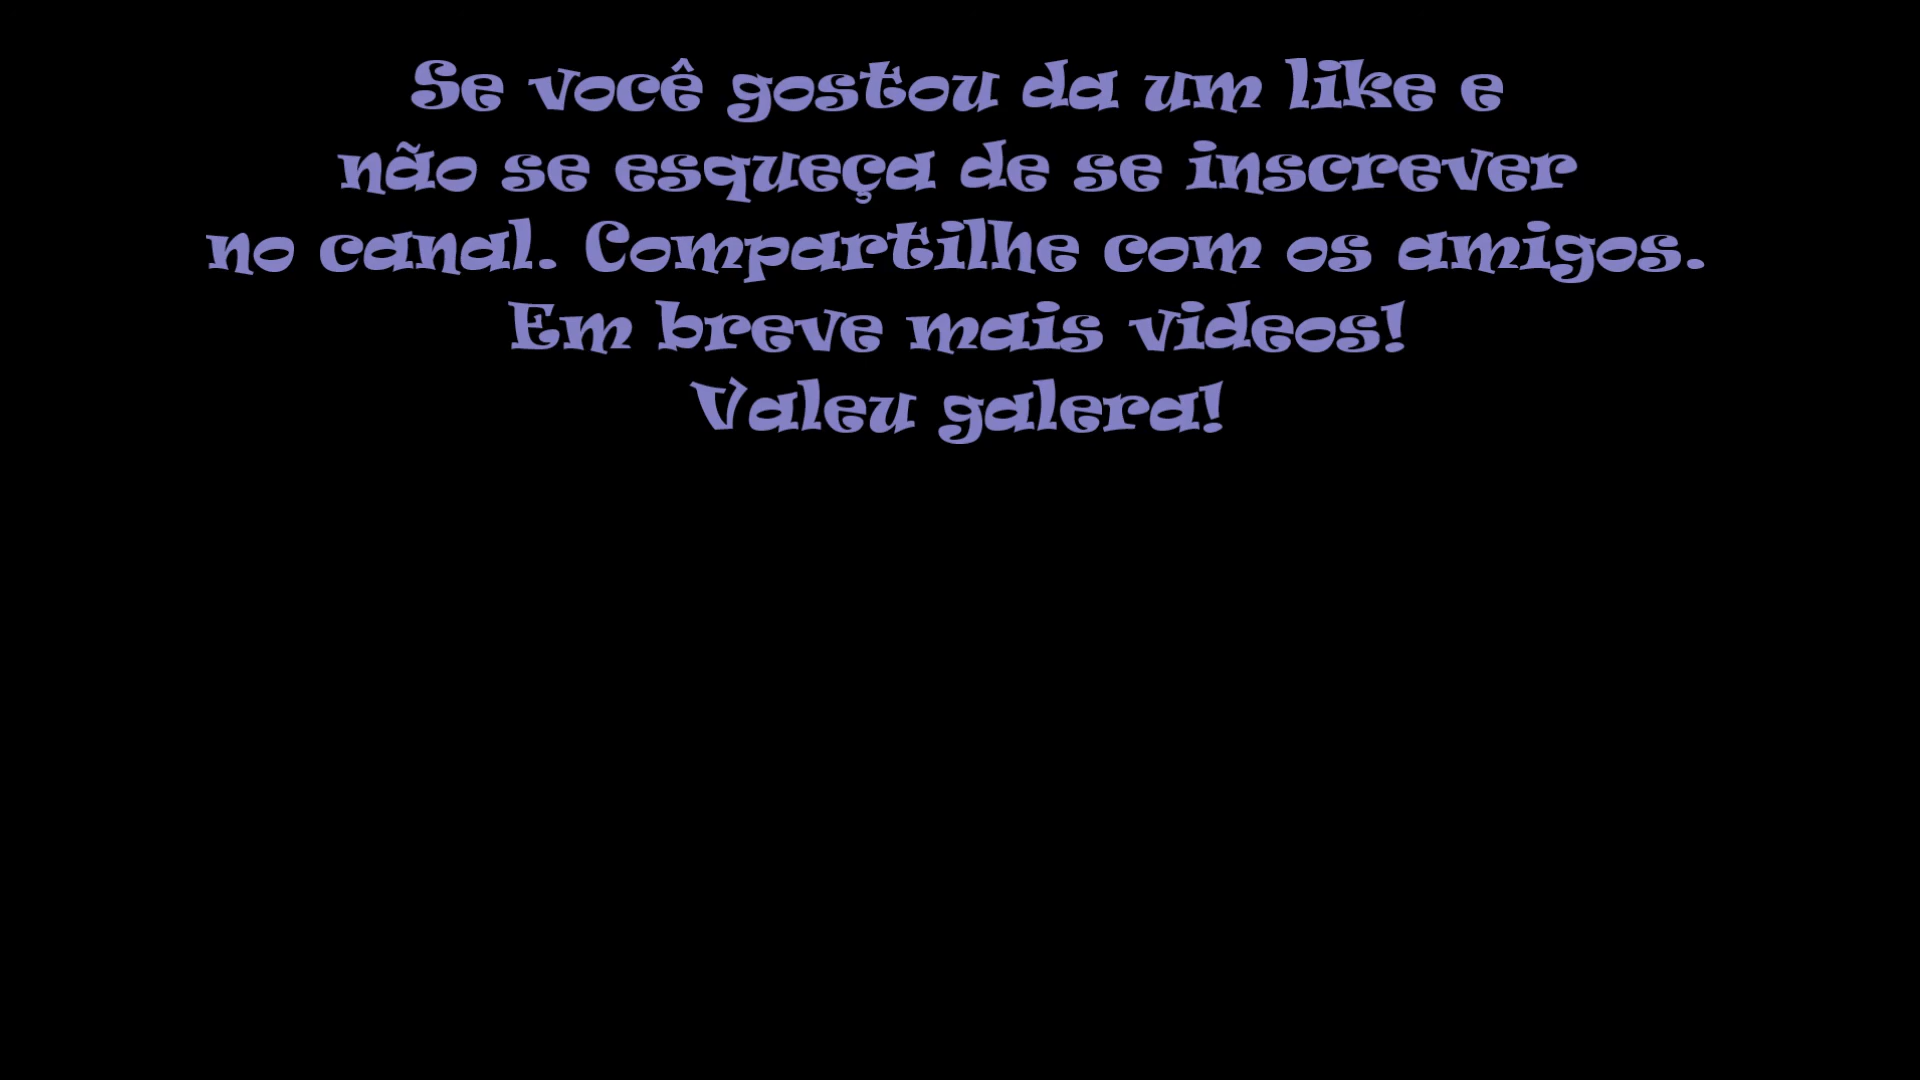 Se você gostou da um like e
não se esqueça de se inscrever
no canal. Compartilhe com os amigos.
Em breve mais videos!
Valeu galera!